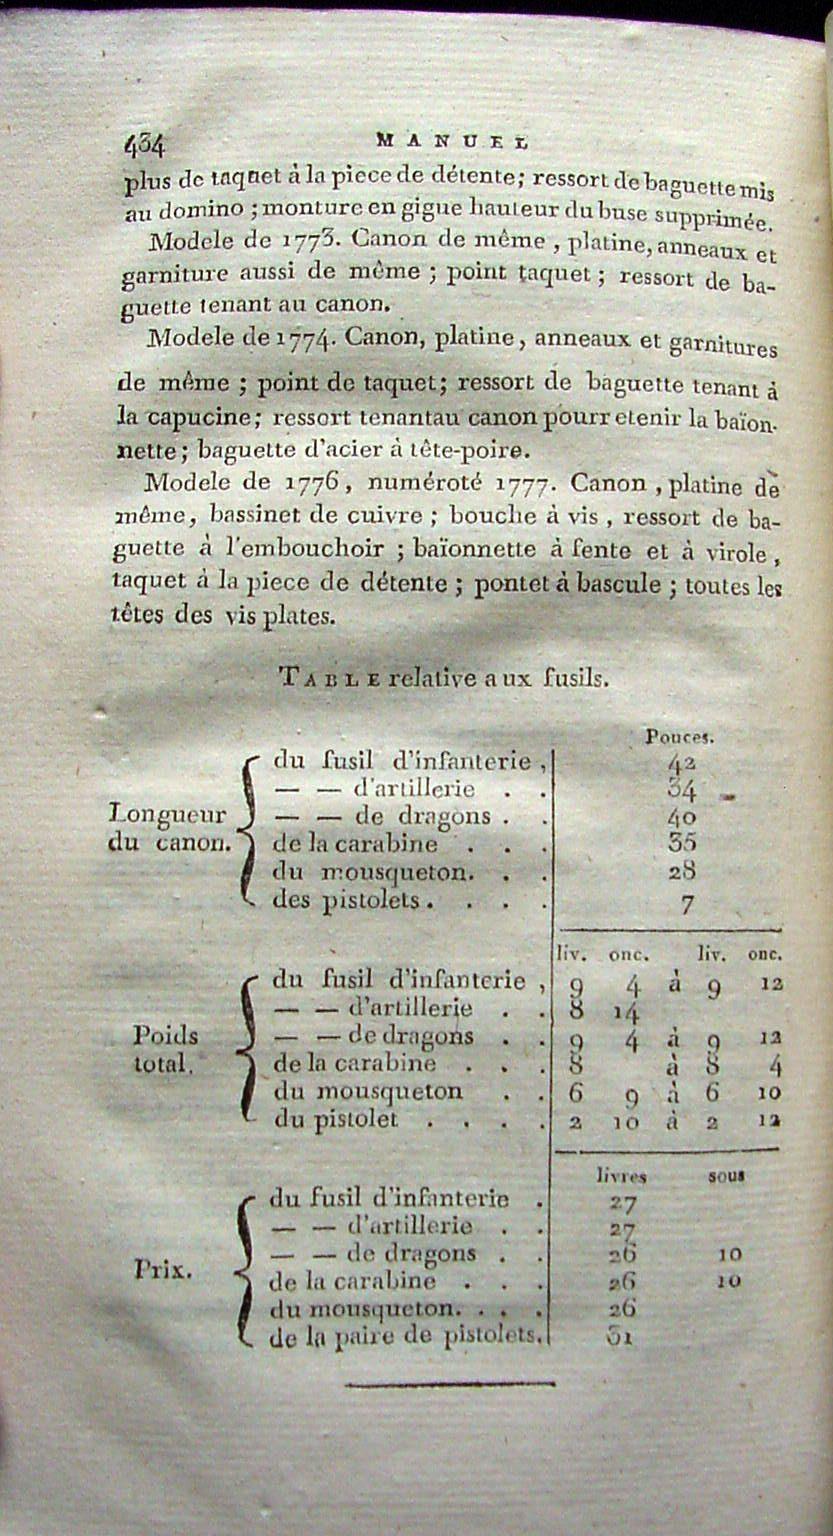 434 MANUEL
plus de taquet à la piece de détente; ressort de baguette mis
au domino ; monture en gigue hauteur du busc supprimée.
Modele de 1773. Canon de même , platine, anneaux et
garniture aussi de même ; point taquet ; ressort de ba-
guette tenant au canon.
Modele de 1774. Canon, platine, anneaux et garnitures
de même ; point de taquet; ressort de baguette tenant à
la capucine; ressort tenantau canon pour retenir la baïon-
nette ; baguette d'acier à tête-poire.
Modele de 1776, numéroté 1777. Canon , platine de
même, bassinet de cuivre ; bouche à vis , ressort de ba-
guette à l'embouchoir ; baïonnette à fente et à virole ,
taquet à la piece de détente ; pontet à bascule ; toutes les
têtes des vis plates.
TABLE relative aux fusils.
Pouces.
Longueur du canon.
du fusil d'infanterie , 42
— — d'artillerie . . 34
— — de dragons . . 40
de la carabine . . . 35
du mousqueton. . . 28
des pistolets . . . . 7
liv. onc. liv. onc.
Poids total.
du fusil d'infanterie , 9 4 à 9 12
— — d'artillerie . . 8 14
— — de dragons . . 9 4 à 9 12
de la carabine . . . 8 à 8 4
du mousqueton . . 6 9 à 6 10
du pistolet . . . . 2 10 à 2 12
livres sous
Prix.
du fusil d'infanterie . 27
— — d'artillerie . . 27
— — de dragons . . 26 10
de la carabine . . . 26 10
du mousqueton. . . . 26
de la paire de pistolets. 31